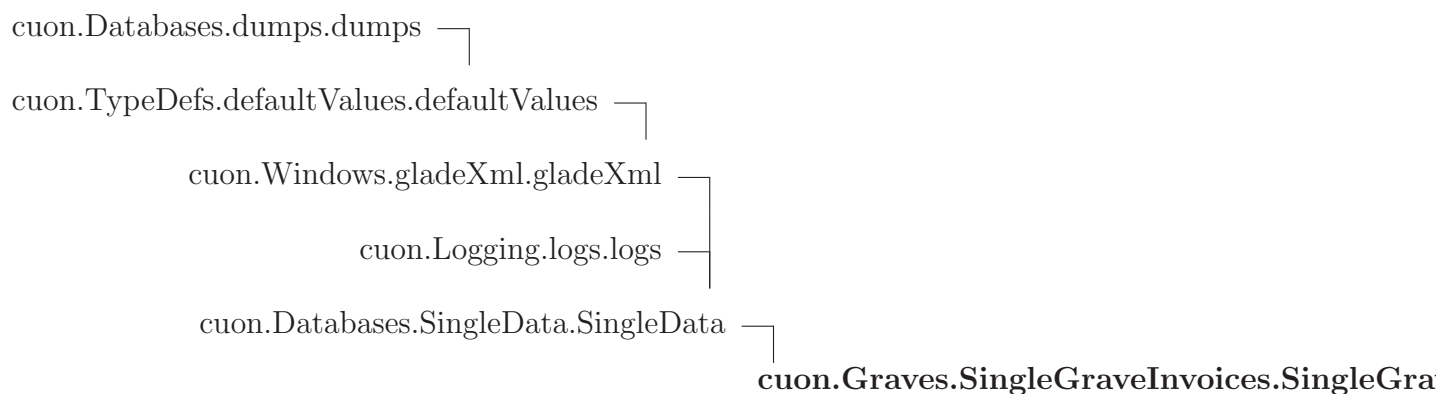 cuon.Databases.dumps.dumps
cuon.TypeDefs.defaultValues.defaultValues
cuon.Windows.gladeXml.gladeXml
cuon.Logging.logs.logs
cuon.Databases.SingleData.SingleData
cuon.Graves.SingleGraveInvoices.SingleGra